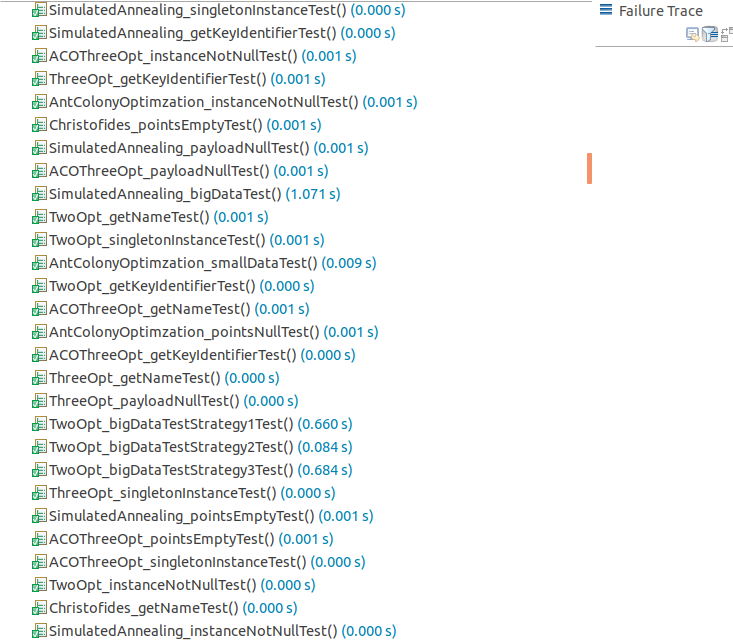 SimulatedAnnealing_singletonInstanceTest() (0.000 s)
Failure Trace
SimulatedAnnealing_getKeyIdentifierTest() (0.000 s)
ACOThreeOpt_instanceNotNullTest() (0.001 s)
ThreeOpt_getKeyIdentifierTest() (0.001 s)
AntColonyOptimzation_instanceNotNullTest() (0.001 s)
Christofides_pointsEmptyTest() (0.001 s)
SimulatedAnnealing_payloadNullTest() (0.001 s)
ACOThreeOpt_payloadNullTest() (0.001 s)
SimulatedAnnealing_bigDataTest() (1.071 s)
TwoOpt_getNameTest() (0.001 s)
TwoOpt_singletonInstanceTest() (0.001 s)
AntColonyOptimzation_smallDataTest() (0.009 s)
TwoOpt_getKeyIdentifierTest() (0.000 s)
ACOThreeOpt_getNameTest() (0.001 s)
AntColonyOptimzation_pointsNullTest() (0.001 s)
ACOThreeOpt_getKeyIdentifierTest() (0.000 s)
ThreeOpt_getNameTest() (0.000 s)
ThreeOpt_payloadNullTest() (0.000 s)
TwoOpt_bigDataTestStrategy1Test() (0.660 s)
TwoOpt_bigDataTestStrategy2Test() (0.084 s)
TwoOpt_bigDataTestStrategy3Test() (0.684 s)
ThreeOpt_singletonInstanceTest() (0.000 s)
SimulatedAnnealing_pointsEmptyTest() (0.001 s)
ACOThreeOpt_pointsEmptyTest() (0.001 s)
ACOThreeOpt_singletonInstanceTest() (0.000 s)
TwoOpt_instanceNotNullTest() (0.000 s)
Christofides_getNameTest() (0.000 s)
SimulatedAnnealing_instanceNotNullTest() (0.000 s)